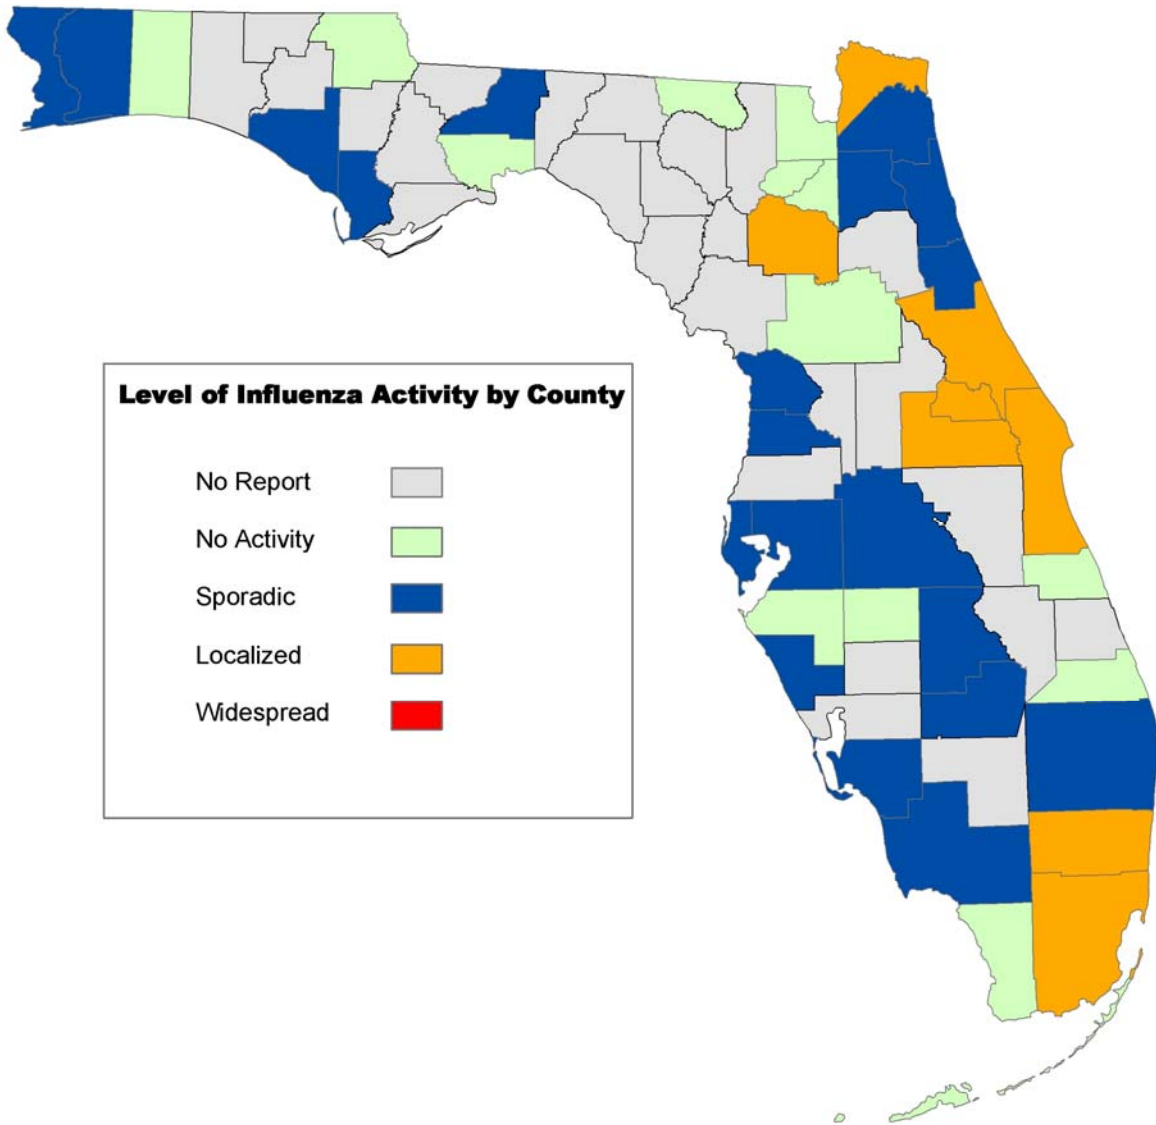 Level of Influenza Activity by County
No Report
No Activity
Sporadic
Localized
Widespread